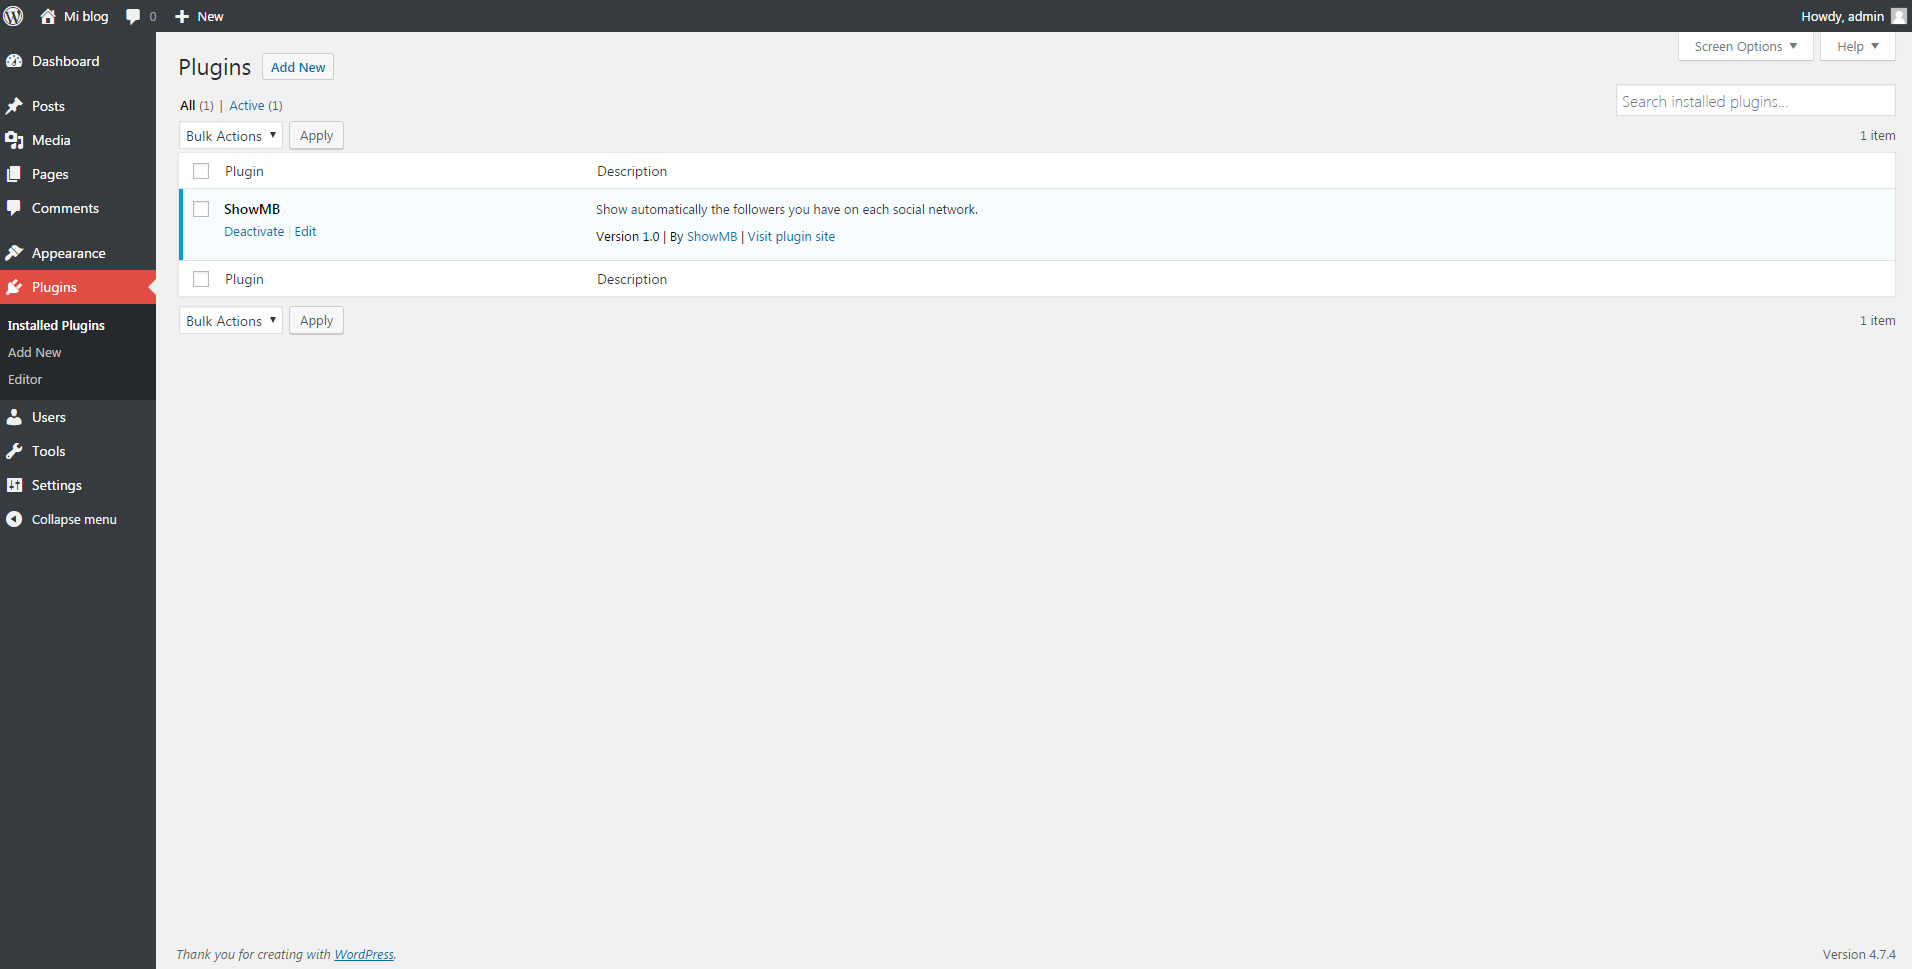 Mi blog 0 New Howdy, admin
Screen Options Help
Dashboard
Posts
Media
Pages
Comments
Appearance
Plugins
Installed Plugins
Add New
Editor
Users
Tools
Settings
Collapse menu
Plugins Add New
All (1) | Active (1)
Search installed plugins...
Bulk Actions Apply 1 item
Plugin Description
ShowMB Show automatically the followers you have on each social network.
Deactivate | Edit Version 1.0 | By ShowMB | Visit plugin site
Plugin Description
Bulk Actions Apply 1 item
Thank you for creating with WordPress. Version 4.7.4